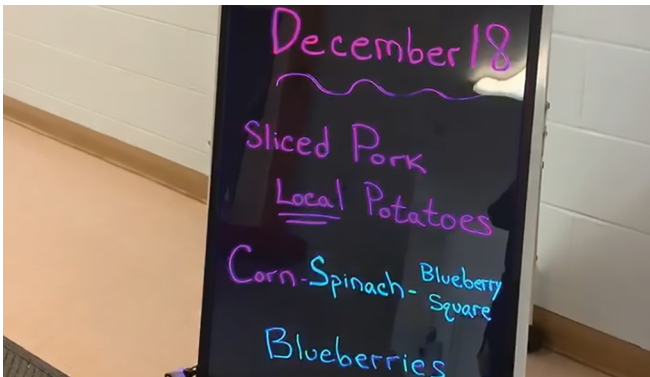 December 18
Sliced Pork
Local Potatoes
Corn - Spinach - Blueberry
Square
Blueberries